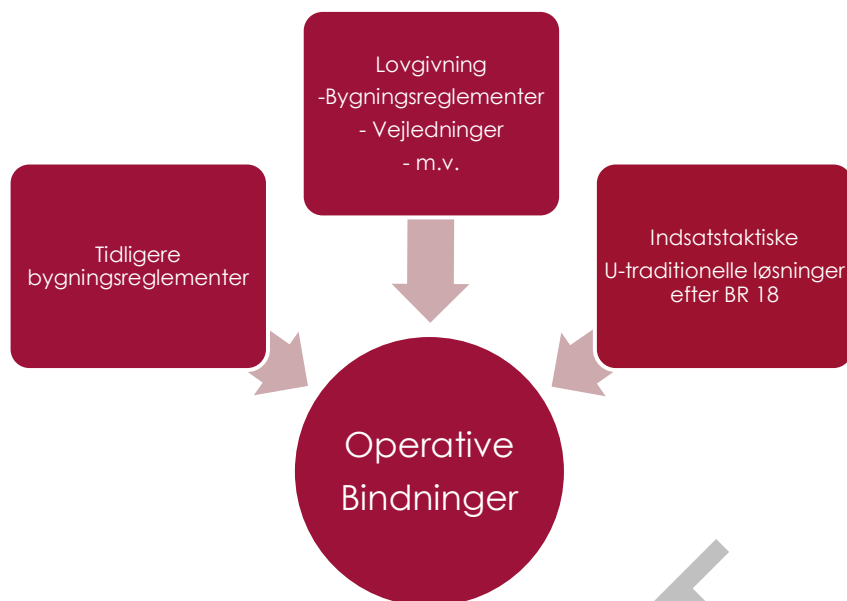 Lovgivning
-Bygningsreglementer
- Vejledninger
- m.v.
Tidligere
bygningsreglementer
Indsatstaktiske
U-traditionelle løsninger
efter BR 18
Operative
Bindninger